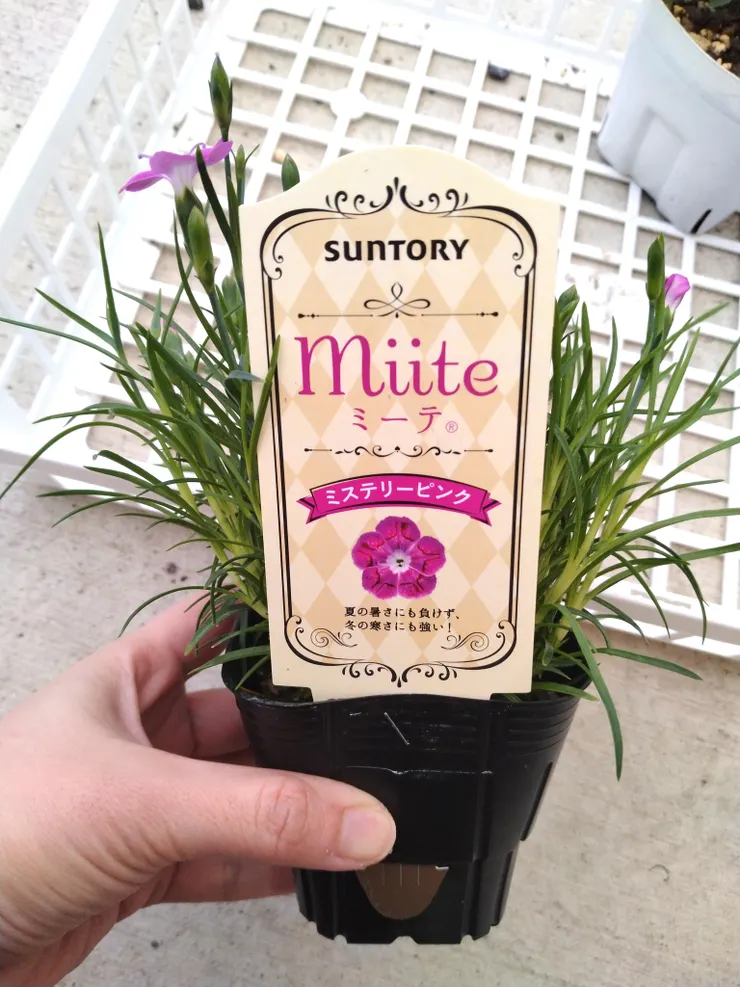 SUNTORY
Miite
ミーテ®
ミステリーピンク
夏の暑さにも負けず、
冬の寒さにも強い！